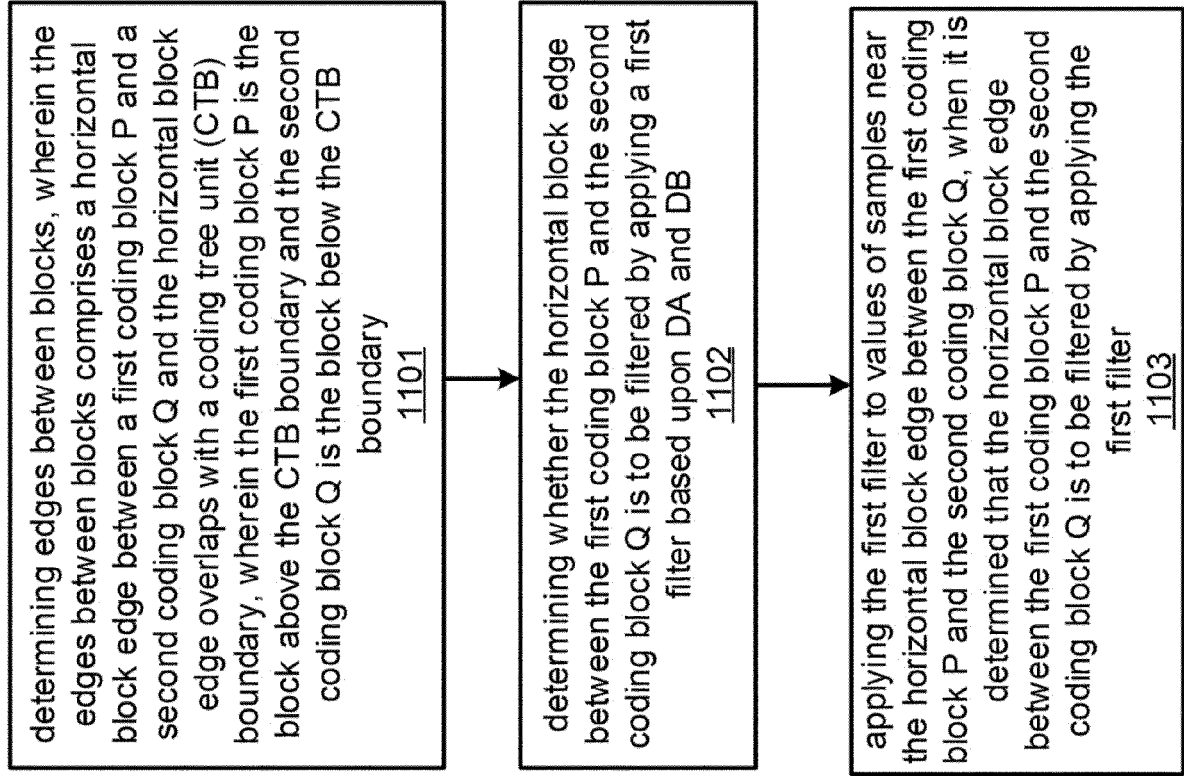 determining edges between blocks, wherein the
edges between blocks comprises a horizontal
block edge between a first coding block P and a
second coding block Q and the horizontal block
edge overlaps with a coding tree unit (CTB)
boundary, wherein the first coding block P is the
block above the CTB boundary and the second
coding block Q is the block below the CTB
boundary
1101
determining whether the horizontal block edge
between the first coding block P and the second
coding block Q is to be filtered by applying a first
filter based upon DA and DB
1102
applying the first filter to values of samples near
the horizontal block edge between the first coding
block P and the second coding block Q, when it is
determined that the horizontal block edge
between the first coding block P and the second
coding block Q is to be filtered by applying the
first filter
1103